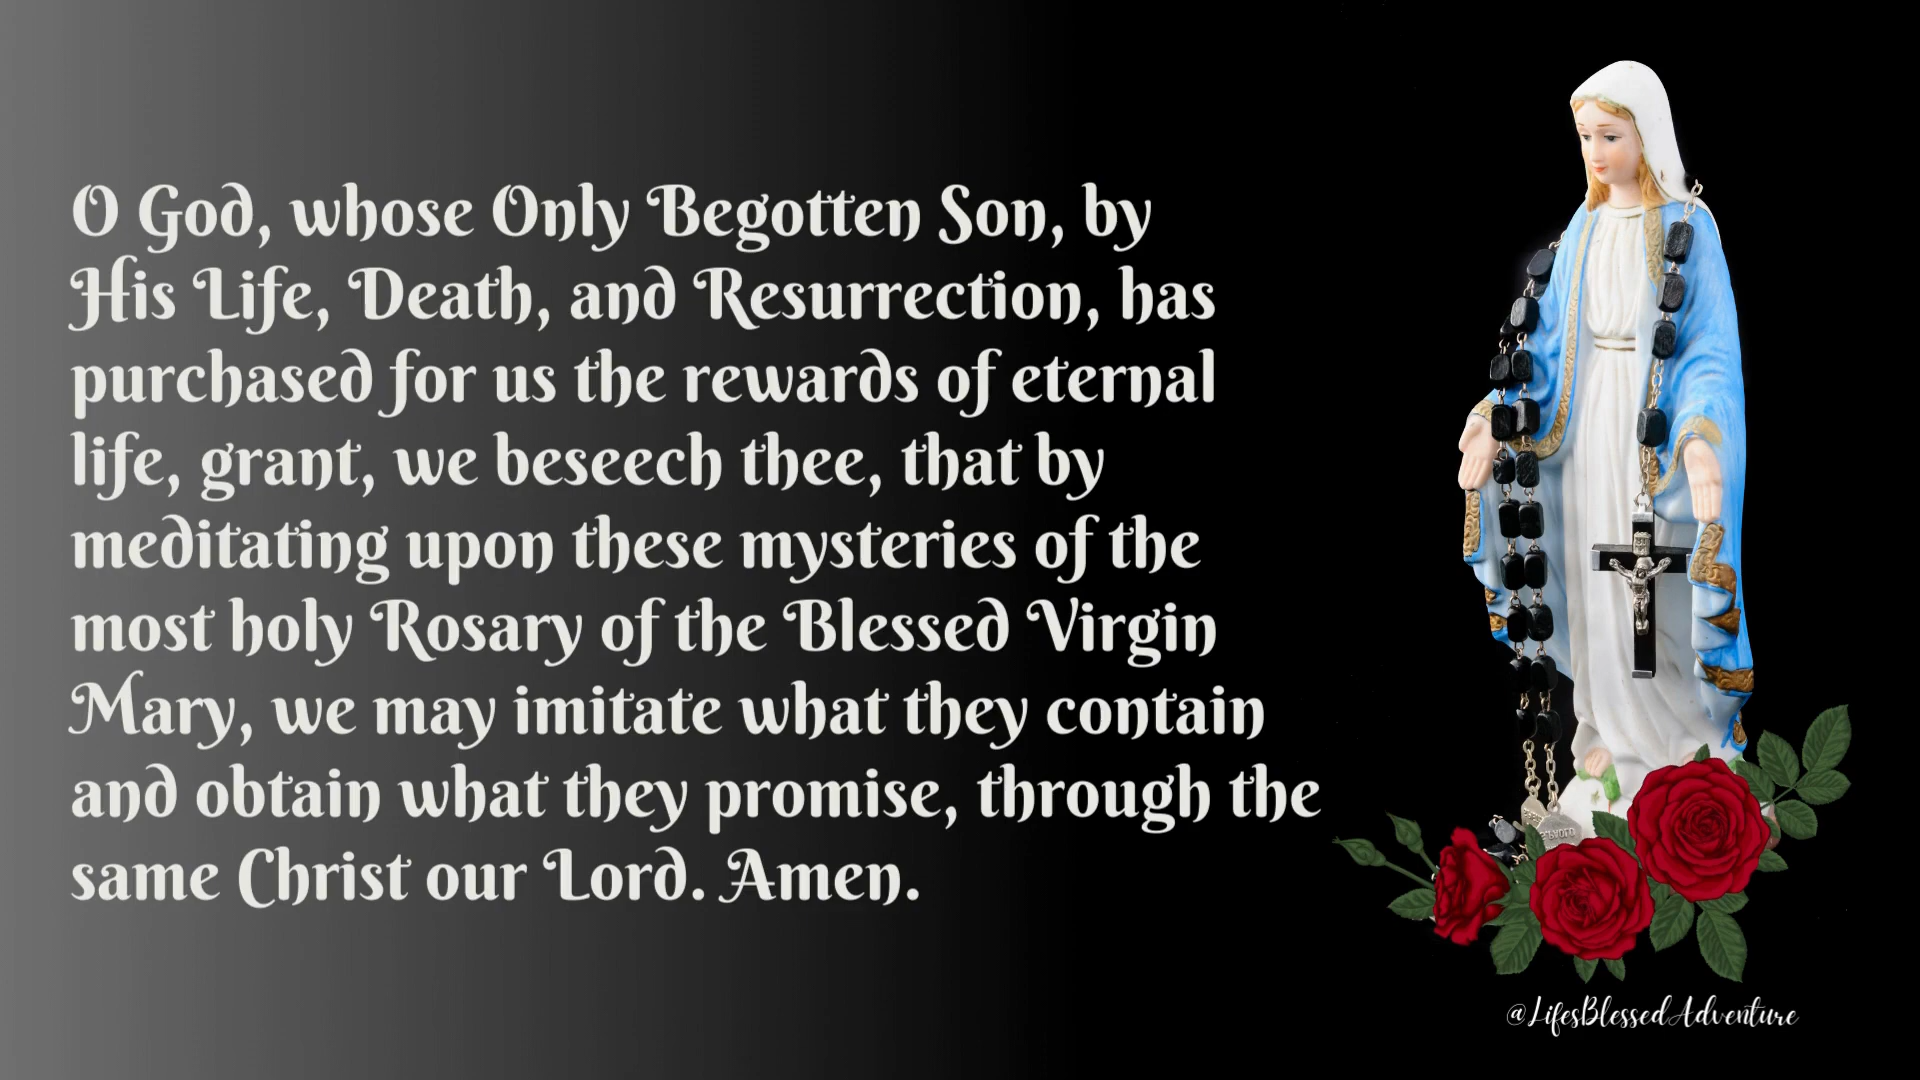 O God, whose Only Begotten Son, by
His Life, Death, and Resurrection, has
purchased for us the rewards of eternal
life, grant, we beseech thee, that by
meditating upon these mysteries of the
most holy Rosary of the Blessed Virgin
Mary, we may imitate what they contain
and obtain what they promise, through the
same Christ our Lord. Amen.
@LifesBlessedAdventure